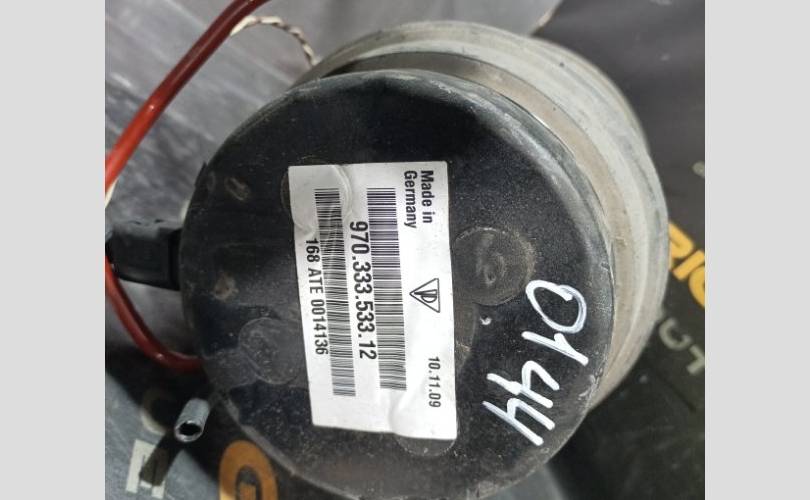 Made in
Germany
10.11.09
970.333.533.12
168 ATE 0014136
0144